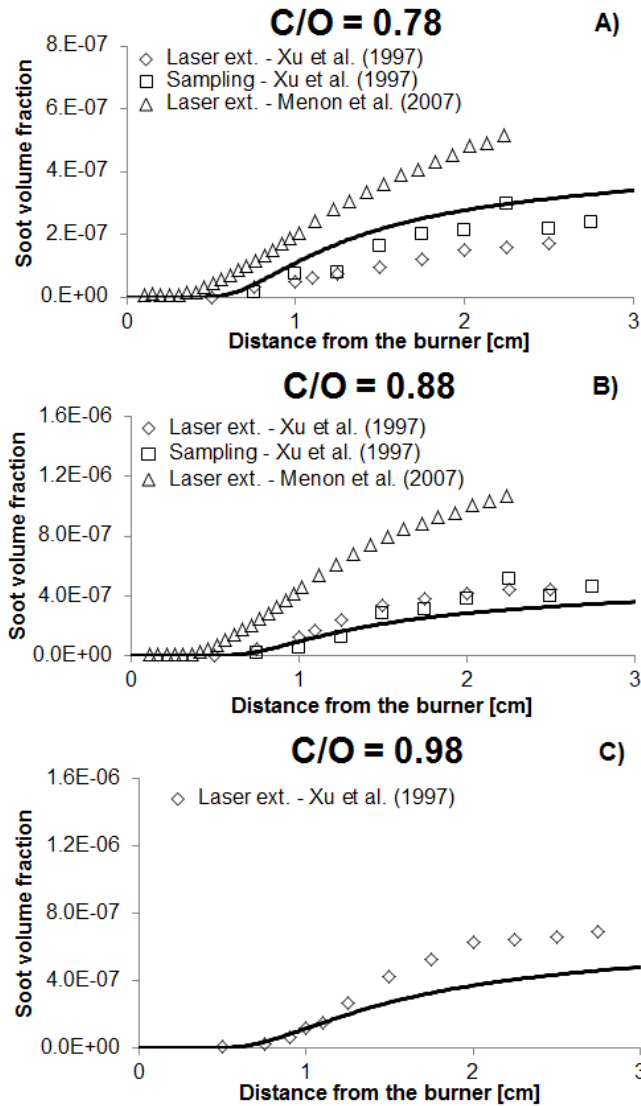 C/O = 0.78
A)
8.E-07
6.E-07
4.E-07
2.E-07
0.E+00
Soot volume fraction
Laser ext. - Xu et al. (1997)
Sampling - Xu et al. (1997)
Laser ext. - Menon et al. (2007)
0
1
2
3
Distance from the burner [cm]
C/O = 0.88
B)
1.6E-06
1.2E-06
8.0E-07
4.0E-07
0.0E+00
Soot volume fraction
Laser ext. - Xu et al. (1997)
Sampling - Xu et al. (1997)
Laser ext. - Menon et al. (2007)
0
1
2
3
Distance from the burner [cm]
C/O = 0.98
C)
1.6E-06
1.2E-06
8.0E-07
4.0E-07
0.0E+00
Soot volume fraction
Laser ext. - Xu et al. (1997)
0
1
2
3
Distance from the burner [cm]